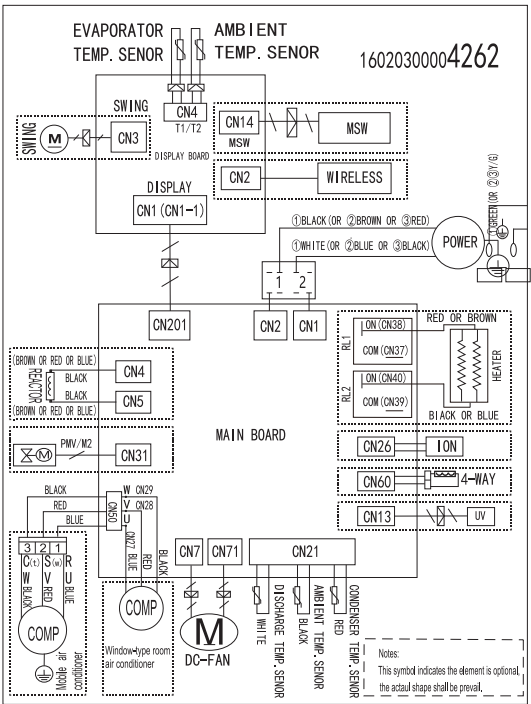 EVAPORATOR
TEMP. SENOR
AMBIENT
TEMP. SENOR
16020300004262
CN4
T1/T2
SWING
SWING
M
CN3
DISPLAY BOARD
CN14
MSW
MSW
CN2
WIRELESS
DISPLAY
CN1 (CN1-1)
①BLACK(OR ②BROWN OR ③RED)
①WHITE(OR ②BLUE OR ③BLACK)
POWER
①GREEN(OR ②③Y/G)
1 2
CN201
CN2
CN1
RED OR BROWN
RL1
ON (CN38)
COM (CN37)
RL2
ON (CN40)
COM (CN39)
HEATER
BIACK OR BLUE
(BROWN OR RED OR BLUE)
REACTOR
BLACK
BLACK
CN4
CN5
(BROWN OR RED OR BLUE)
MAIN BOARD
PMV/M2
M
CN31
CN26
ION
CN60
4-WAY
CN13
UV
BLACK
RED
BLUE
CN50
W CN29
V CN28
U
CN27
BLUE
RED
BLACK
3 2 1
C(t) S(w) R
W V U
BLACK
RED
BLUE
COMP
Moble air
conditioner
COMP
Window-type room
air conditioner
CN7
CN71
M
DC-FAN
CN21
WHITE
DISCHARGE TEMP. SENOR
BLACK
AMBIENT TEMP. SENOR
RED
CONDENSER TEMP. SENOR
Notes:
This symbol indicates the element is optional,
the actaul shape shall be prevail.